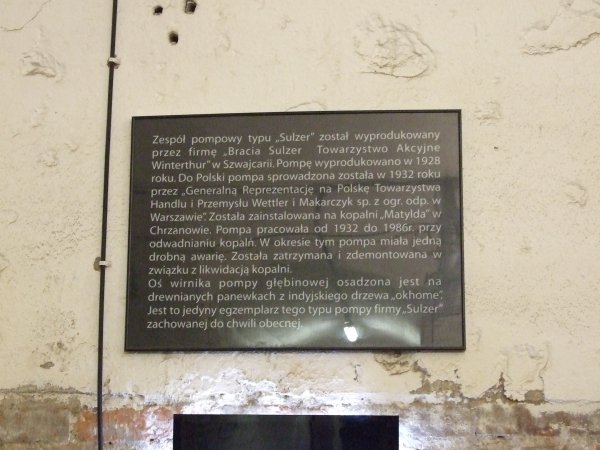 Zespół pompowy typu „Sulzer” został wyprodukowany
przez firmę „Bracia Sulzer Towarzystwo Akcyjne
Winterthur” w Szwajcarii. Pompę wyprodukowano w 1928
roku. Do Polski pompa sprowadzona została w 1932 roku
przez „Generalną Reprezentację na Polskę Towarzystwa
Handlu i Przemysłu Wettler i Makarczyk sp. z ogr. odp. w
Warszawie”. Została zainstalowana na kopalni „Matylda” w
Chrzanowie. Pompa pracowała od 1932 do 1986r. przy
odwadnianiu kopalń. W okresie tym pompa miała jedną
drobną awarię. Została zatrzymana i zdemontowana w
związku z likwidacją kopalni.
Oś wirnika pompy głębinowej osadzona jest na
drewnianych panewkach z indyjskiego drzewa „okhome”.
Jest to jedyny egzemplarz tego typu pompy firmy „Sulzer”
zachowanej do chwili obecnej.